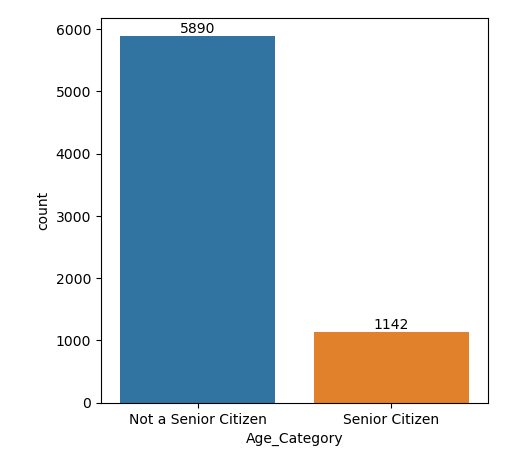 6000
5000
4000
3000
2000
1000
0
count
5890
1142
Not a Senior Citizen
Senior Citizen
Age_Category